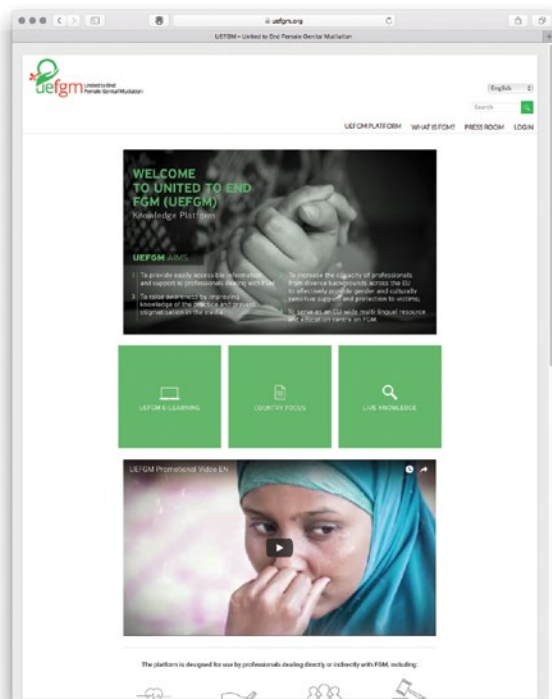 uefgm.org
UEFGM - United to End Female Genital Mutilation
uefgm United to End
Female Genital Mutilation
English
Search
UEFGM PLATFORM WHAT IS FGM? PRESS ROOM LOGIN
WELCOME
TO UNITED TO END
FGM (UEFGM)
Knowledge Platform
UEFGM AIMS
1 To provide easily accessible information
and support to professionals dealing with FGM
3 To raise awareness by improving
knowledge of the practice and prevent
stigmatisation in the media
To increase the capacity of professionals
from diverse backgrounds across the EU
to effectively provide gender and culturally
sensitive support and protection to victims,
To serve as an EU wide multi lingual resource
and education centre on FGM.
UEFGM E-LEARNING
COUNTRY FOCUS
LIVE KNOWLEDGE
UEFGM Promotional Video EN
The platform is designed for use by professionals dealing directly or indirectly with FGM, including: